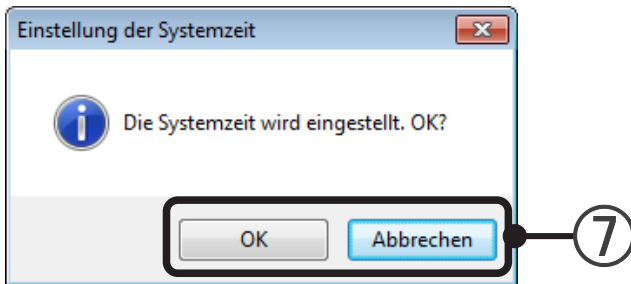 Einstellung der Systemzeit
Die Systemzeit wird eingestellt. OK?
OK Abbrechen
⑦